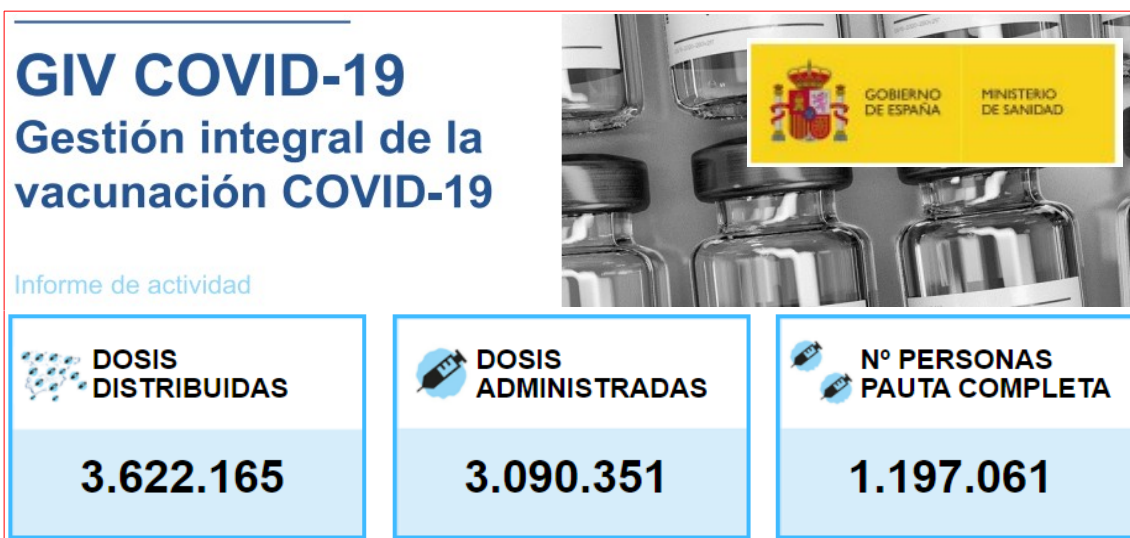 GIV COVID-19
Gestión integral de la
vacunación COVID-19
Informe de actividad
GOBIERNO
DE ESPAÑA
MINISTERIO
DE SANIDAD
DOSIS
DISTRIBUIDAS
3.622.165
DOSIS
ADMINISTRADAS
3.090.351
Nº PERSONAS
PAUTA COMPLETA
1.197.061